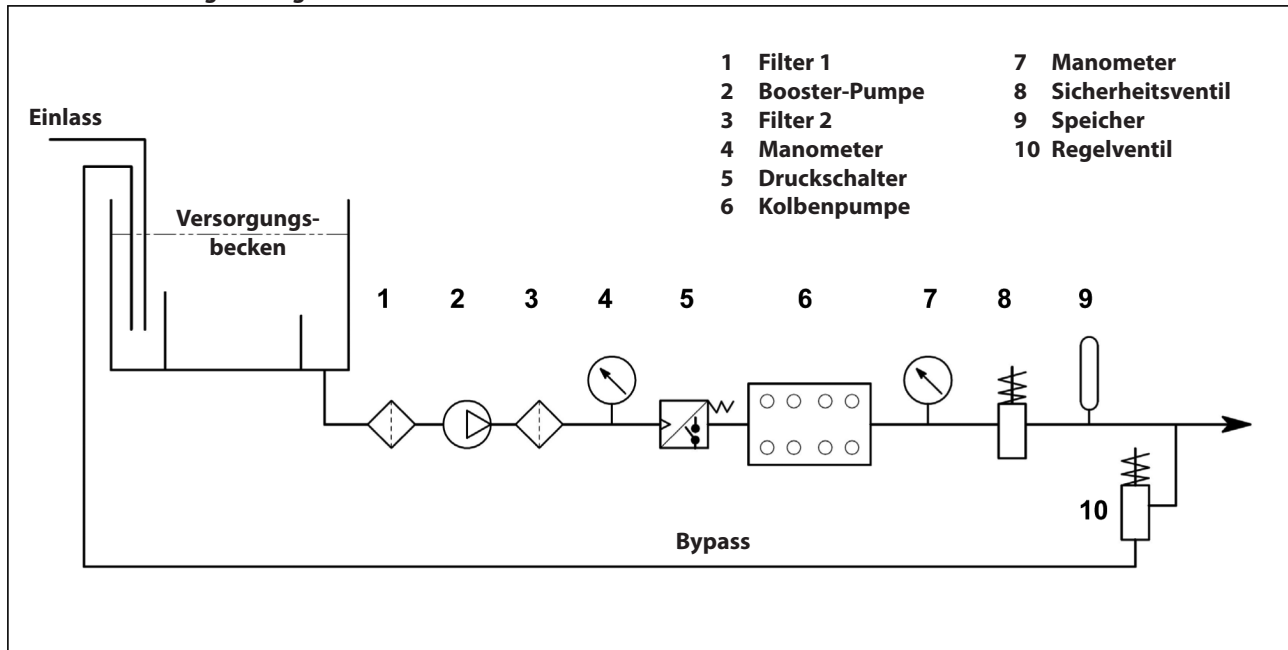 1 Filter 1
2 Booster-Pumpe
3 Filter 2
4 Manometer
5 Druckschalter
6 Kolbenpumpe
7 Manometer
8 Sicherheitsventil
9 Speicher
10 Regelventil
Einlass
Versorgungs-
becken
1 2 3 4 5 6 7 8 9
10
Bypass